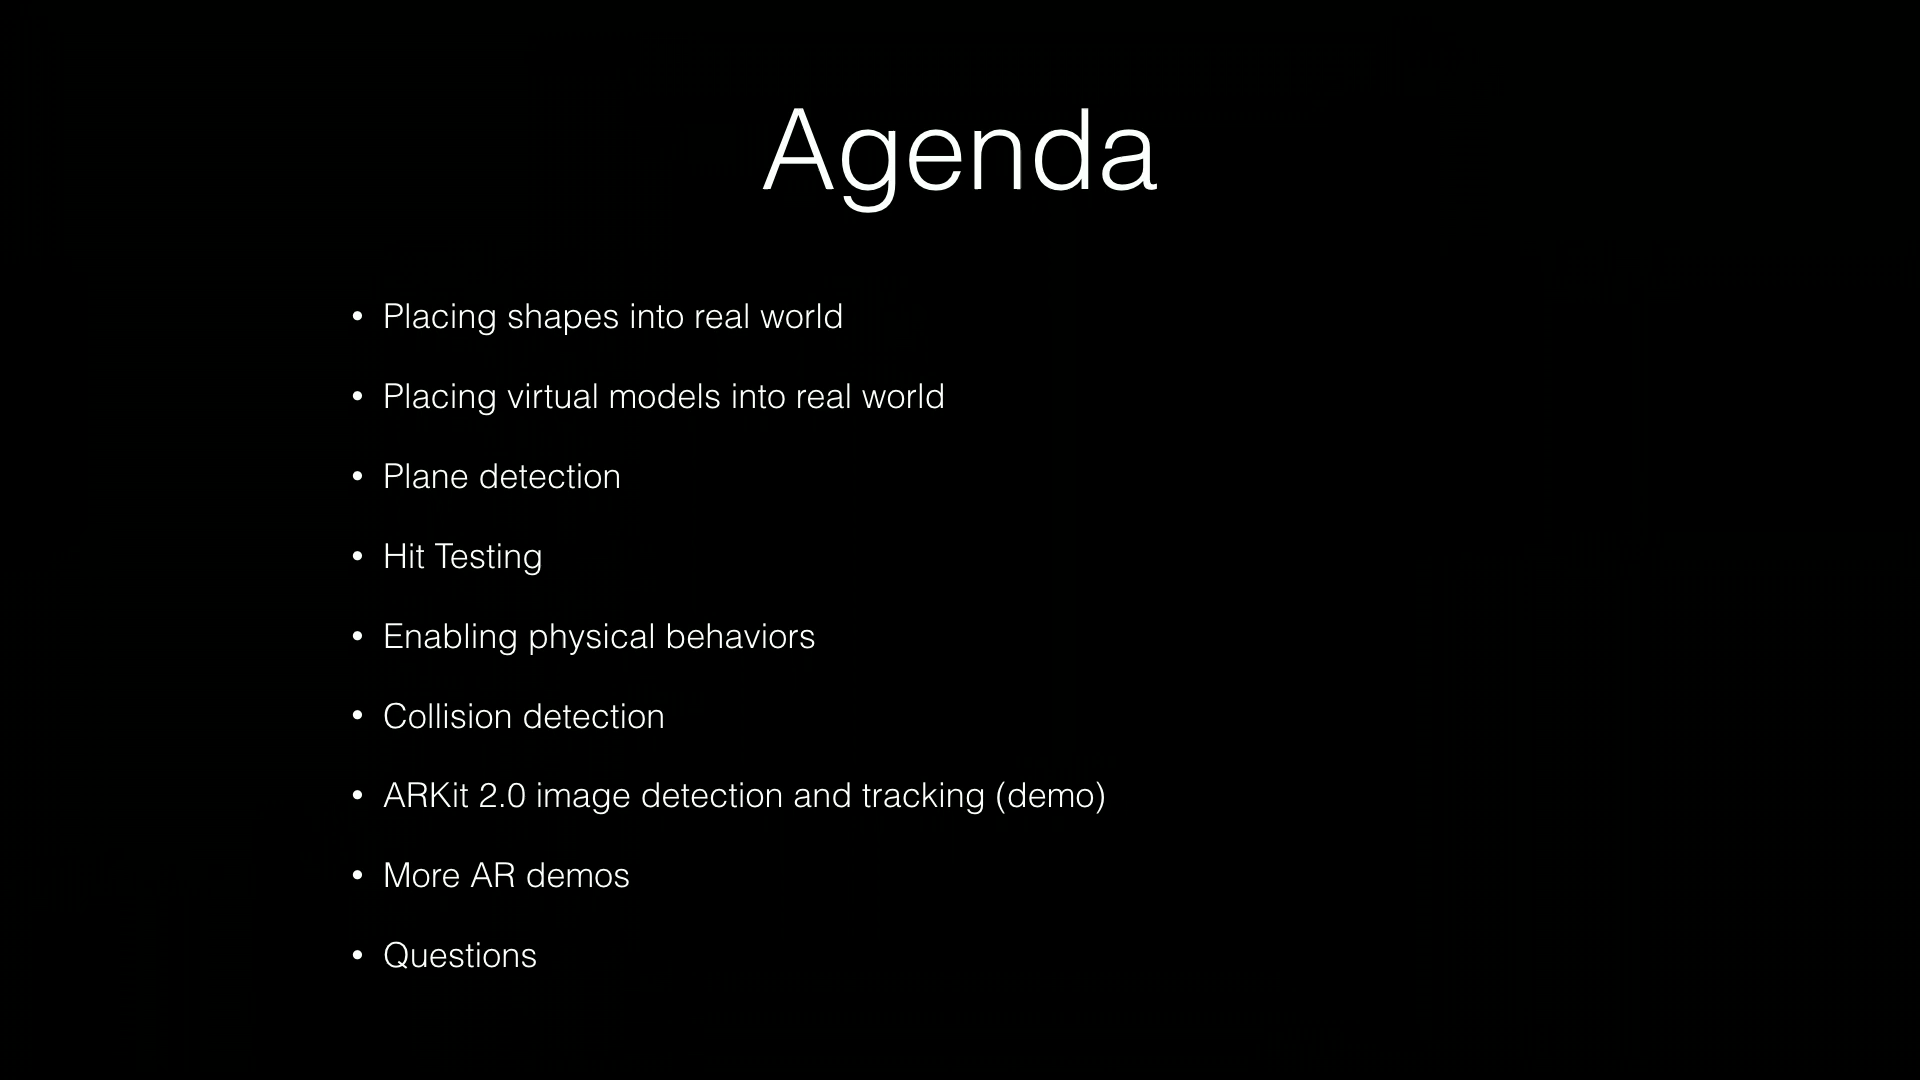 Agenda
• Placing shapes into real world
• Placing virtual models into real world
• Plane detection
• Hit Testing
• Enabling physical behaviors
• Collision detection
• ARKit 2.0 image detection and tracking (demo)
• More AR demos
• Questions